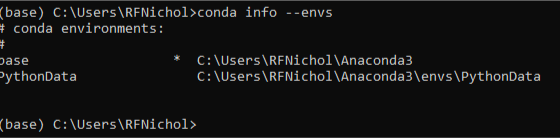 (base) C:\Users\RFNichol>conda info --envs
# conda environments:
#
base * C:\Users\RFNichol\Anaconda3
PythonData C:\Users\RFNichol\Anaconda3\envs\PythonData
(base) C:\Users\RFNichol>